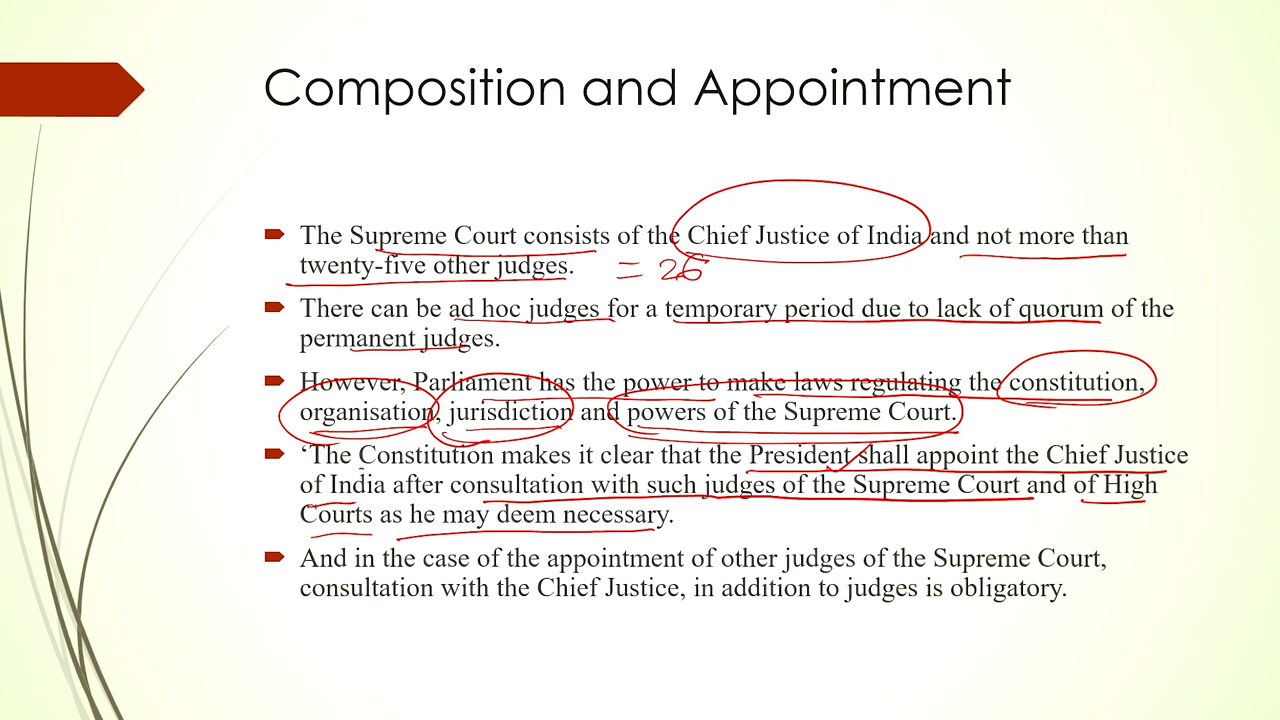 Composition and Appointment
The Supreme Court consists of the Chief Justice of India and not more than
twenty-five other judges. = 26
There can be ad hoc judges for a temporary period due to lack of quorum of the
permanent judges.
However, Parliament has the power to make laws regulating the constitution,
organisation, jurisdiction and powers of the Supreme Court.
‘The Constitution makes it clear that the President shall appoint the Chief Justice
of India after consultation with such judges of the Supreme Court and of High
Courts as he may deem necessary.
And in the case of the appointment of other judges of the Supreme Court,
consultation with the Chief Justice, in addition to judges is obligatory.